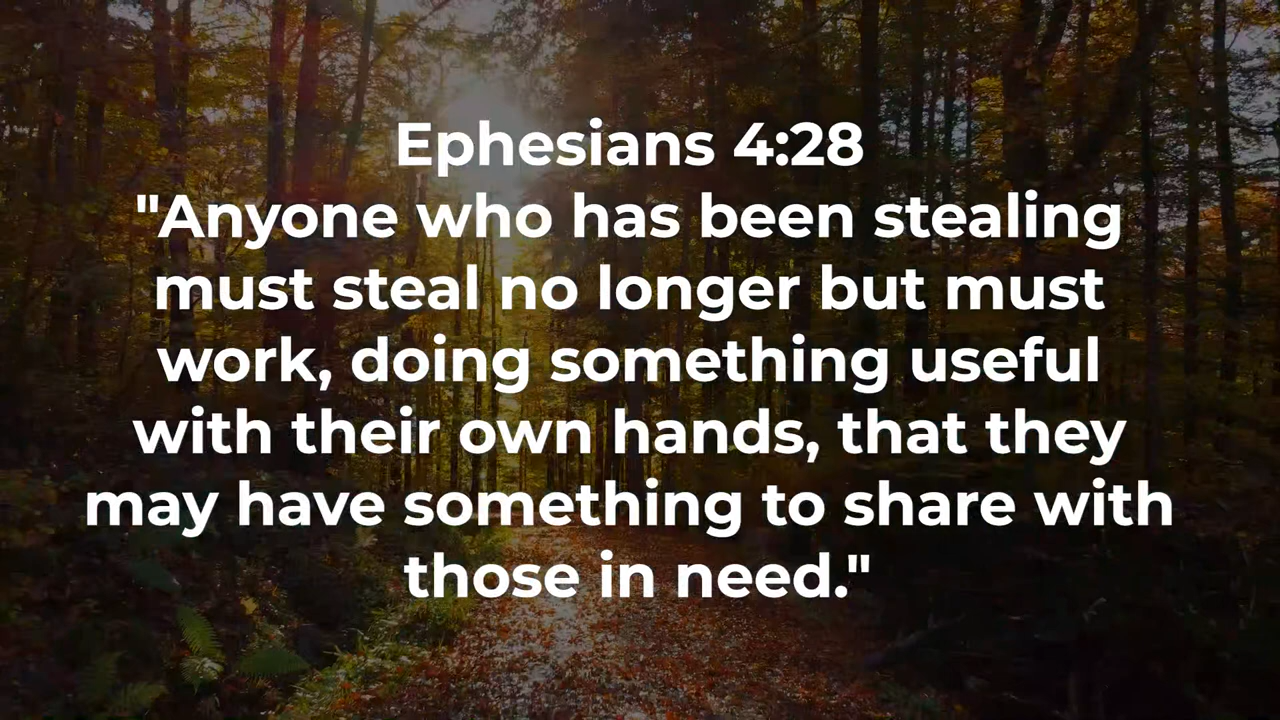 Ephesians 4:28
"Anyone who has been stealing
must steal no longer but must
work, doing something useful
with their own hands, that they
may have something to share with
those in need."